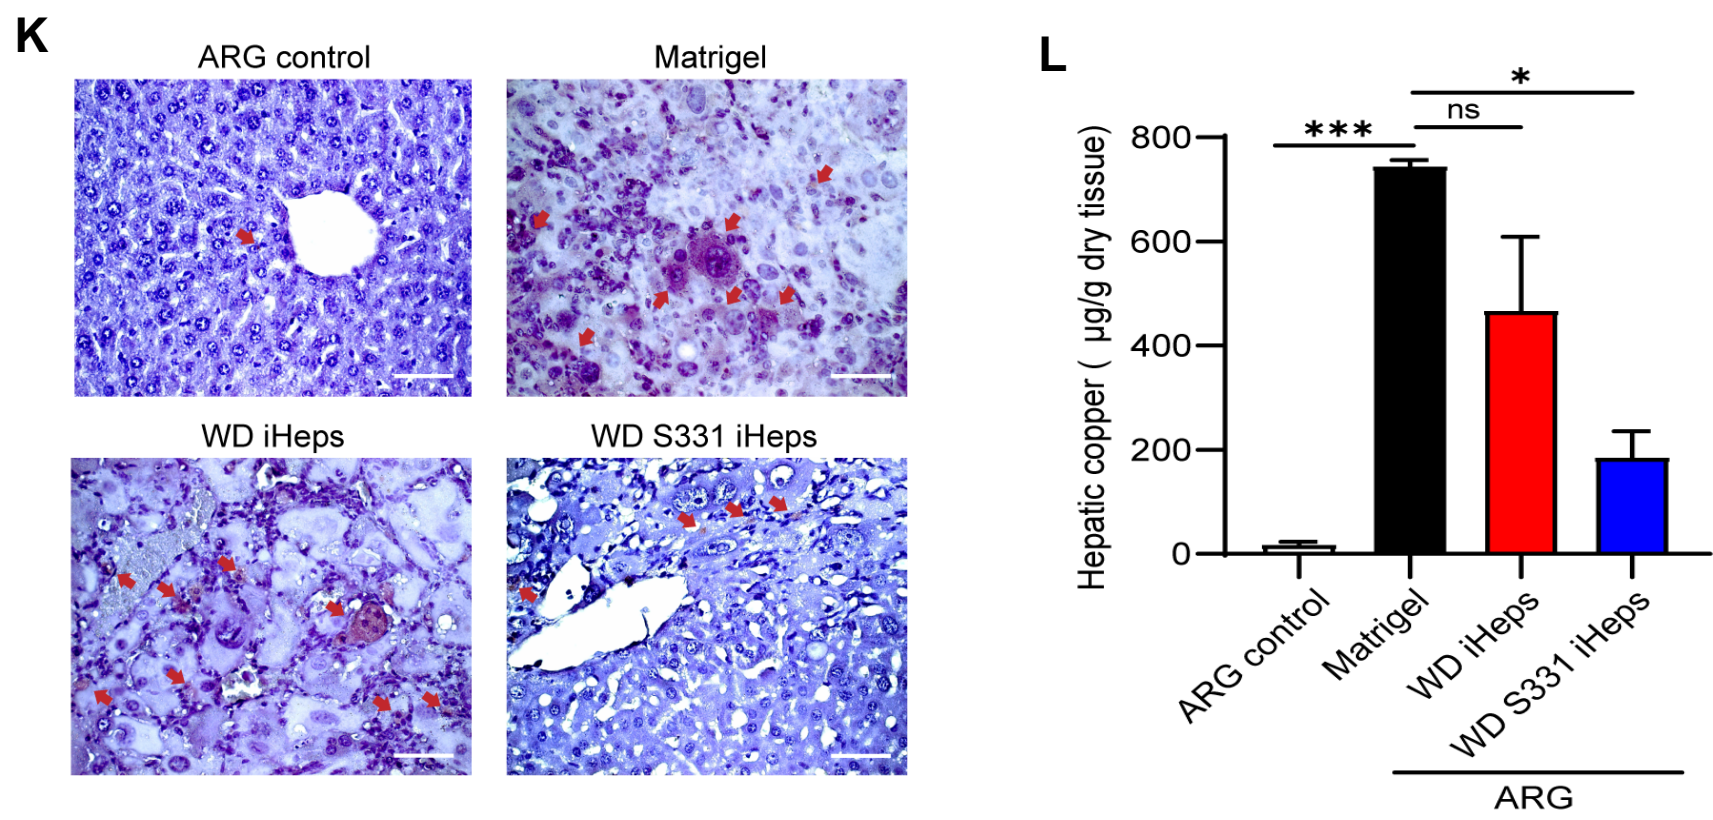 K
ARG control
Matrigel
WD iHeps
WD S331 iHeps
L
*
ns
***
Hepatic copper ( μg/g dry tissue)
800
600
400
200
0
ARG control
Matrigel
WD iHeps
WD S331 iHeps
ARG